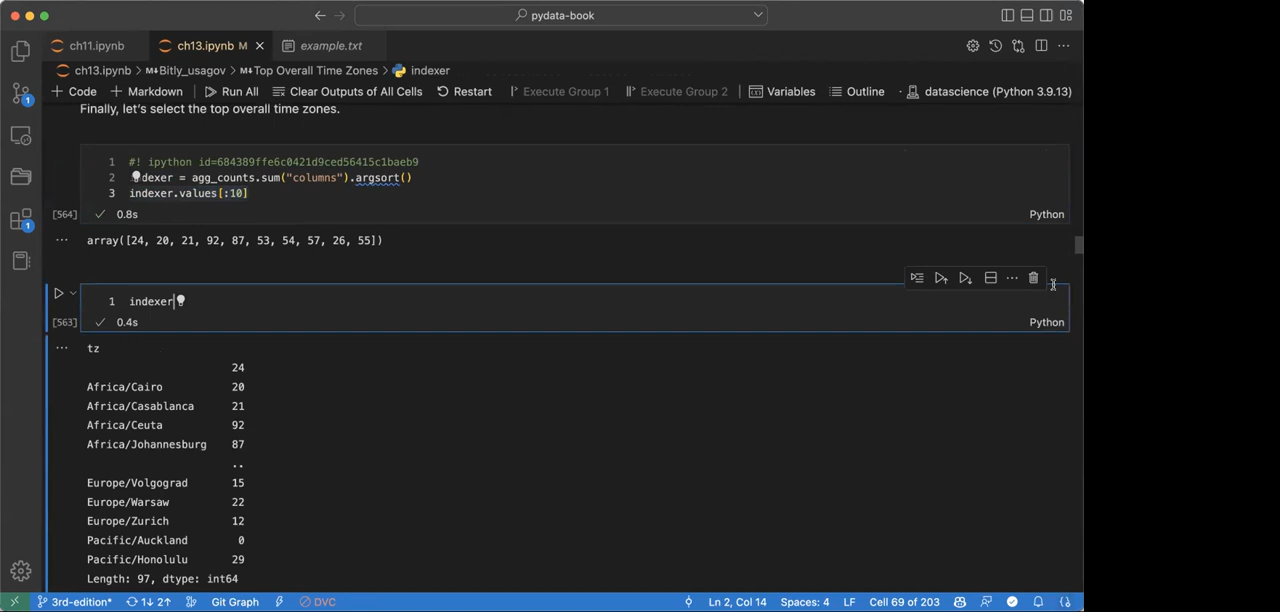 pydata-book
ch11.ipynb
ch13.ipynb M
example.txt
ch13.ipynb > M↓Bitly_usagov > M↓Top Overall Time Zones > indexer
+ Code + Markdown Run All Clear Outputs of All Cells Restart Execute Group 1 Execute Group 2 Variables Outline ··· datascience (Python 3.9.13)
Finally, let's select the top overall time zones.
1 #! ipython id=684389ffe6c0421d9ced56415c1baeb9
2 indexer = agg_counts.sum("columns").argsort()
3 indexer.values[:10]
[564] ✓ 0.8s Python
··· array([24, 20, 21, 92, 87, 53, 54, 57, 26, 55])
1 indexer
[563] ✓ 0.4s Python
··· tz
24
Africa/Cairo 20
Africa/Casablanca 21
Africa/Ceuta 92
Africa/Johannesburg 87
..
Europe/Volgograd 15
Europe/Warsaw 22
Europe/Zurich 12
Pacific/Auckland 0
Pacific/Honolulu 29
Length: 97, dtype: int64
1
1
3rd-edition* 1↓ 2↑ Git Graph DVC Ln 2, Col 14 Spaces: 4 LF Cell 69 of 203